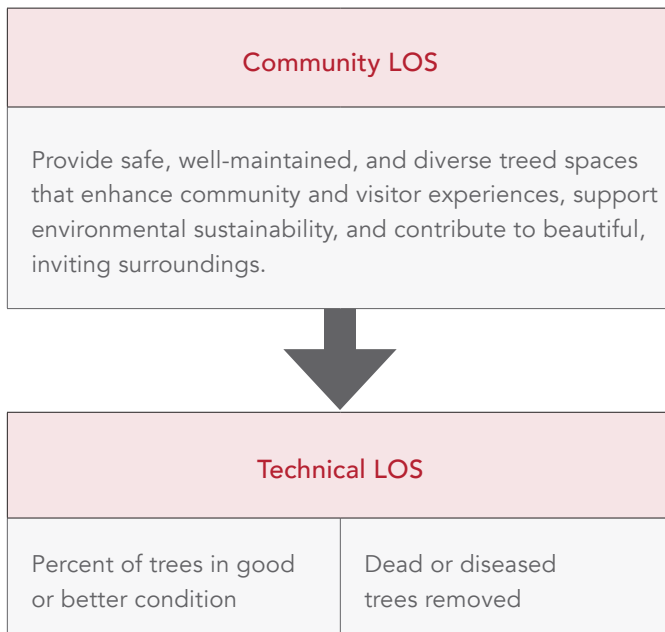 Community LOS
Provide safe, well-maintained, and diverse treed spaces
that enhance community and visitor experiences, support
environmental sustainability, and contribute to beautiful,
inviting surroundings.
Technical LOS
Percent of trees in good
or better condition
Dead or diseased
trees removed